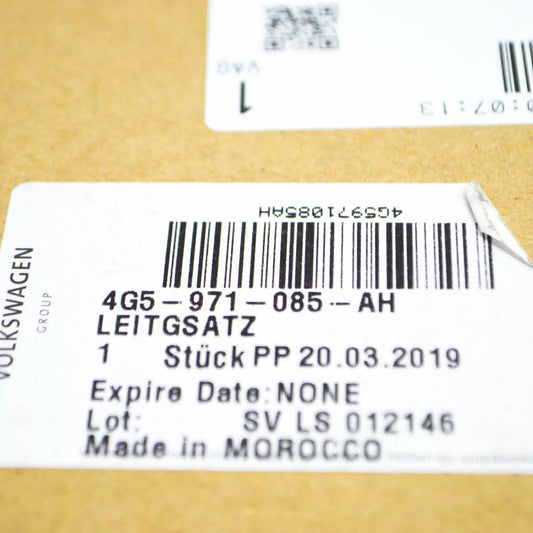 VAG
1
0:07:13
4G5971085AH
VOLKSWAGEN
GROUP
4G5-971-085-AH
LEITGSATZ
1 Stück PP 20.03.2019
Expire Date: NONE
Lot: SV LS 012146
Made in MOROCCO